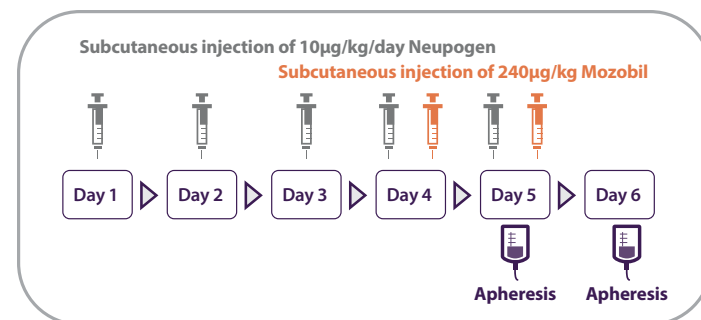 Subcutaneous injection of 10µg/kg/day Neupogen
Subcutaneous injection of 240µg/kg Mozobil
Day 1 Day 2 Day 3 Day 4 Day 5 Day 6
Apheresis Apheresis